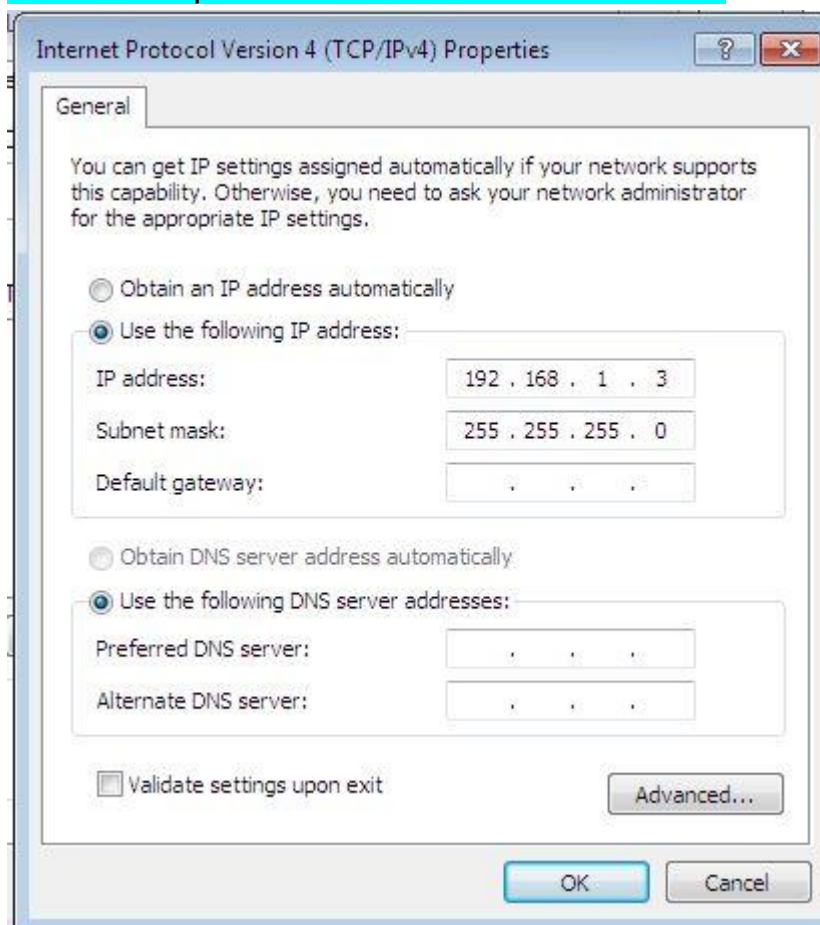 Internet Protocol Version 4 (TCP/IPv4) Properties
General
You can get IP settings assigned automatically if your network supports
this capability. Otherwise, you need to ask your network administrator
for the appropriate IP settings.
Obtain an IP address automatically
Use the following IP address:
IP address: 192 . 168 . 1 . 3
Subnet mask: 255 . 255 . 255 . 0
Default gateway: . . .
Obtain DNS server address automatically
Use the following DNS server addresses:
Preferred DNS server: . . .
Alternate DNS server: . . .
Validate settings upon exit
Advanced...
OK Cancel